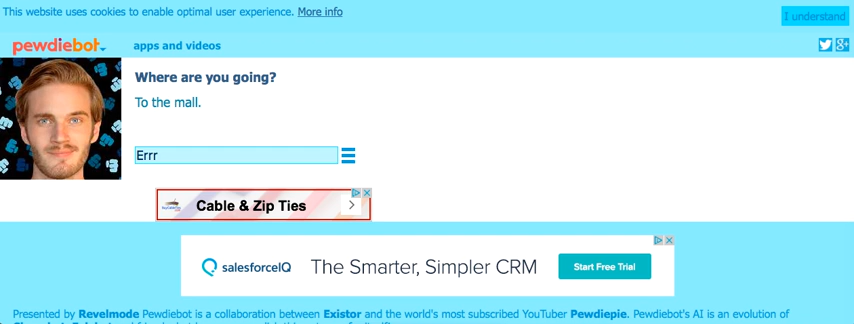 This website uses cookies to enable optimal user experience. More info
I understand
pewdiebot
apps and videos
Where are you going?
To the mall.
Errr
Cable & Zip Ties
salesforceIQ
The Smarter, Simpler CRM
Start Free Trial
Presented by Revelmode Pewdiebot is a collaboration between Existor and the world's most subscribed YouTuber Pewdiepie. Pewdiebot's AI is an evolution of